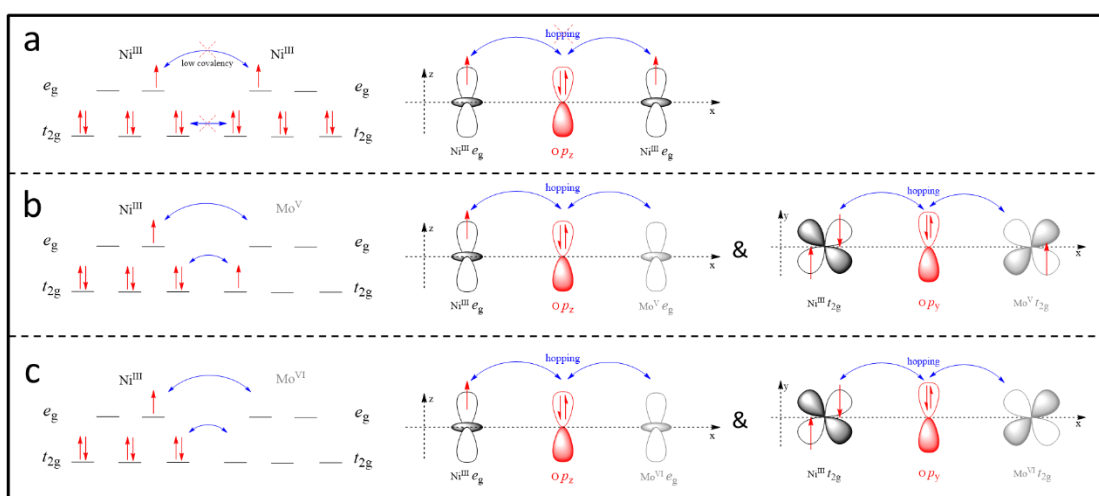 a
Ni^III Ni^III
low covalency
e_g e_g
t_2g t_2g
hopping
z
x
Ni^III e_g O p_z Ni^III e_g
b
Ni^III Mo^V
e_g e_g
t_2g t_2g
hopping
z
x
Ni^III e_g O p_z Mo^V e_g
&
hopping
y
x
Ni^III t_2g O p_y Mo^V t_2g
c
Ni^III Mo^VI
e_g e_g
t_2g t_2g
hopping
z
x
Ni^III e_g O p_z Mo^VI e_g
&
hopping
y
x
Ni^III t_2g O p_y Mo^VI t_2g